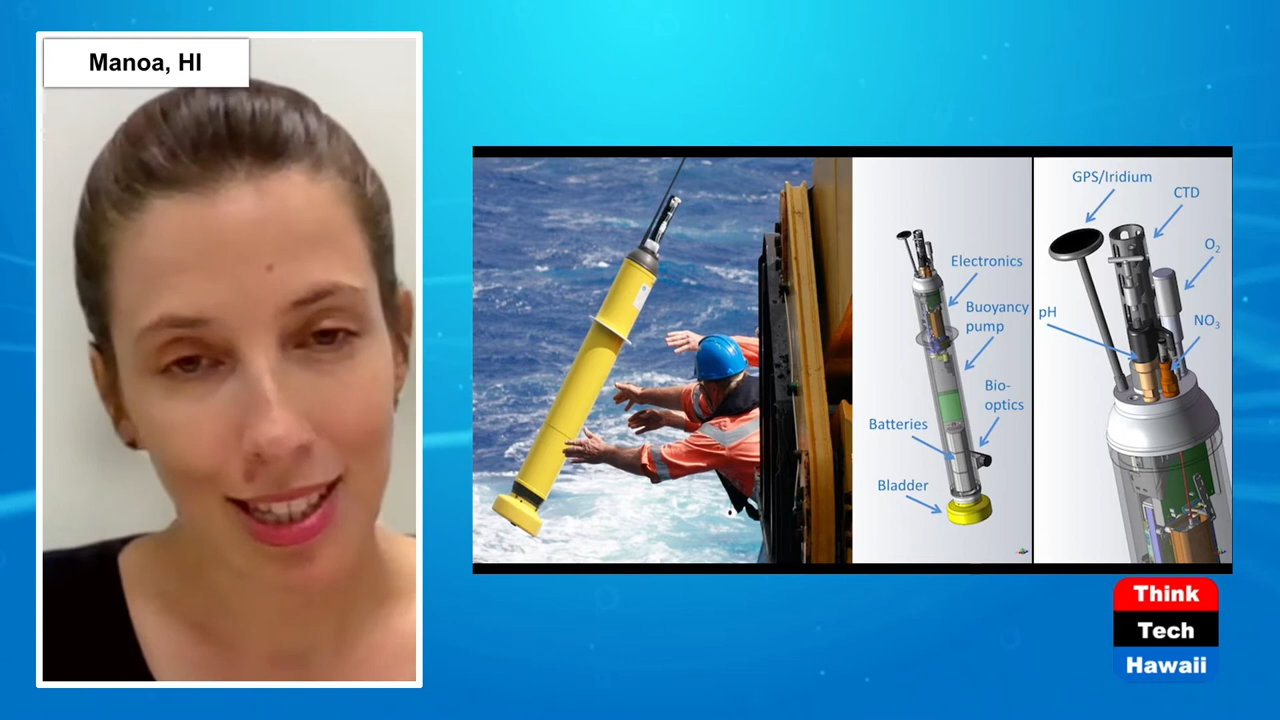 Manoa, HI
Electronics
Buoyancy
pump
Bio-
optics
Batteries
Bladder
GPS/Iridium
CTD
O₂
pH
NO₃
Think
Tech
Hawaii